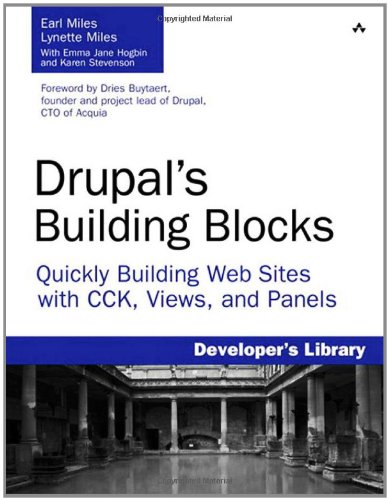 Earl Miles
Lynette Miles
With Emma Jane Hogbin
and Karen Stevenson
Foreword by Dries Buytaert,
founder and project lead of Drupal,
CTO of Acquia
Drupal's
Building Blocks
Quickly Building Web Sites
with CCK, Views, and Panels
Developer's Library
Copyrighted Material
Copyrighted Material